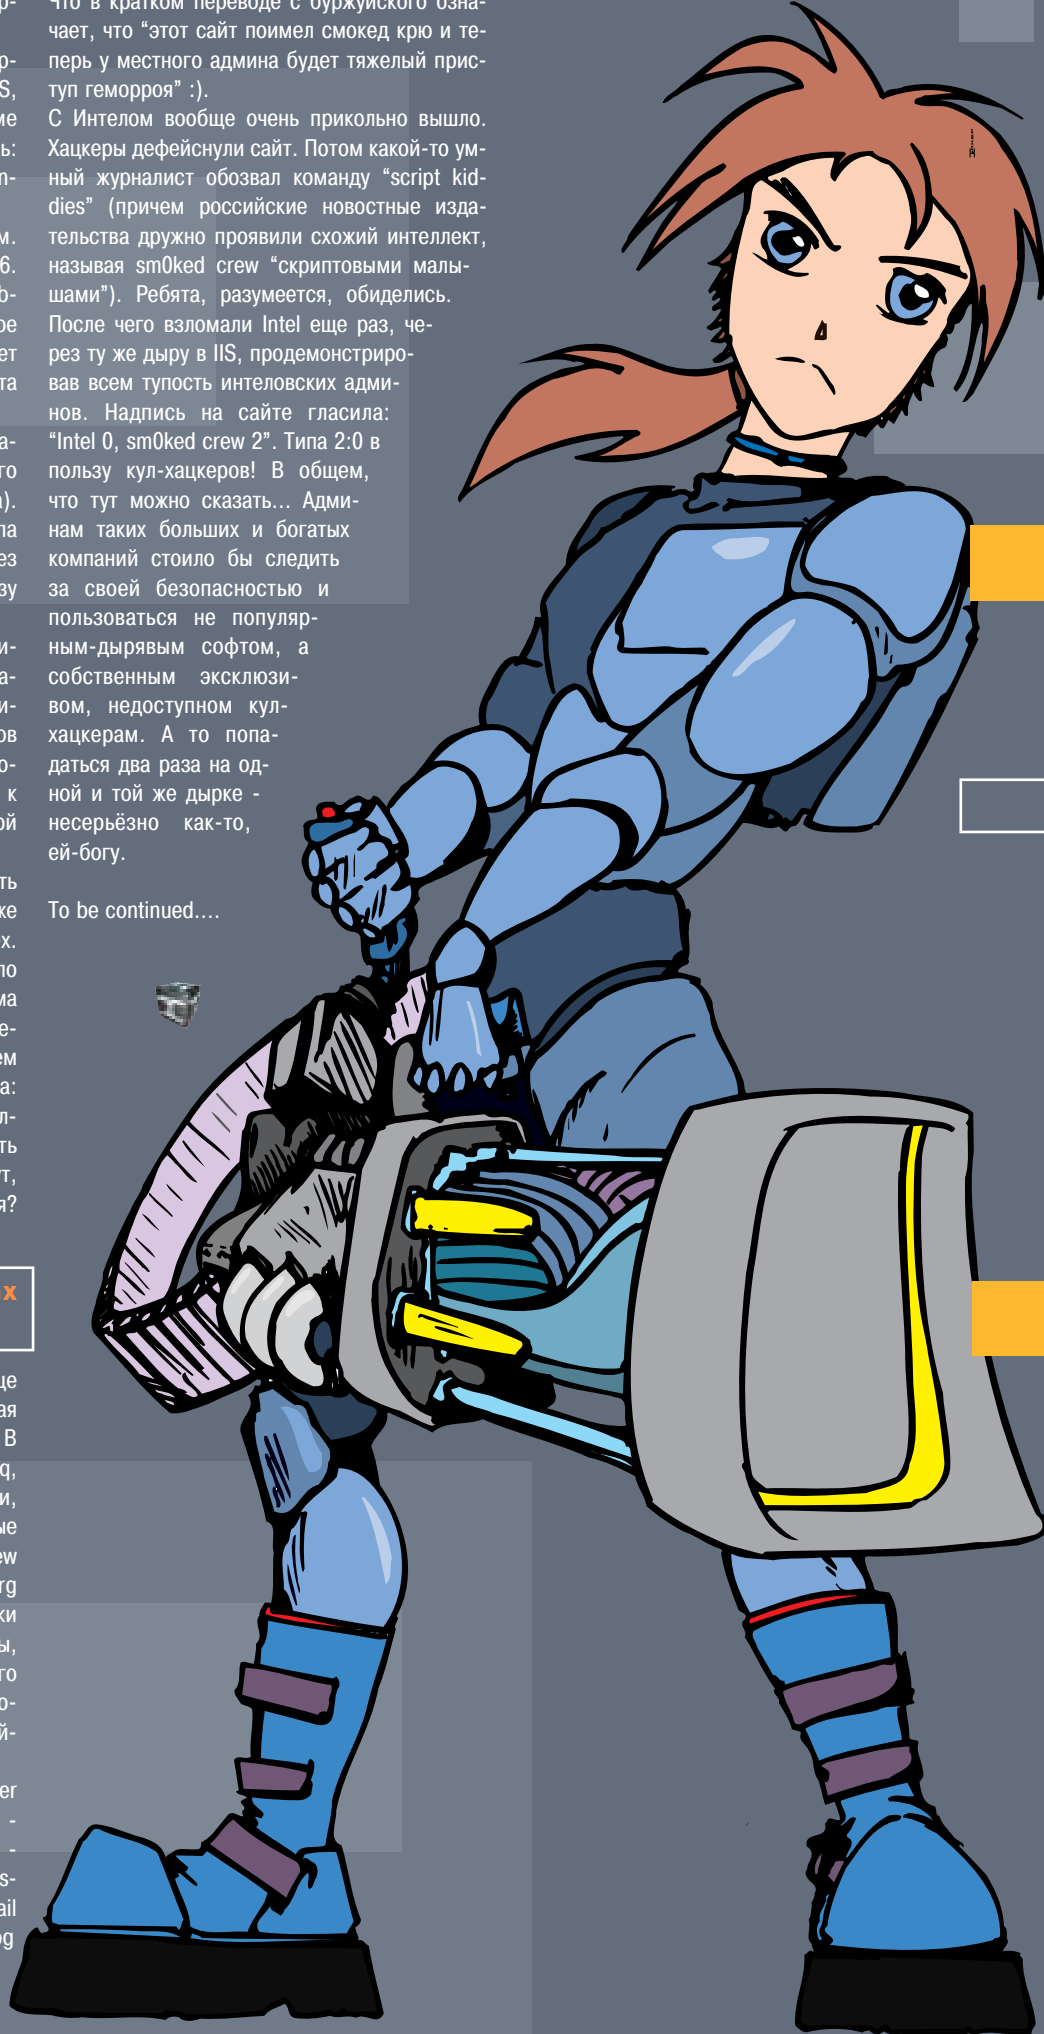 Что в кратком переводе с буржуйского озна-
чает, что “этот сайт поимел смокед крю и те-
перь у местного админа будет тяжелый прис-
туп геморроя” :).
С Интелом вообще очень прикольно вышло.
Хацкеры дефейснули сайт. Потом какой-то ум-
ный журналист обозвал команду “script kid-
dies” (причем российские новостные изда-
тельства дружно проявили схожий интеллект,
называя sm0ked crew “скриптовыми малы-
шами”). Ребята, разумеется, обиделись.
После чего взломали Intel еще раз, че-
рез ту же дыру в IIS, продемонстриро-
вав всем тупость интеловских адми-
нов. Надпись на сайте гласила:
“Intel 0, sm0ked crew 2”. Типа 2:0 в
пользу кул-хацкеров! В общем,
что тут можно сказать... Адми-
нам таких больших и богатых
компаний стоило бы следить
за своей безопасностью и
пользоваться не популяр-
ным-дырявым софтом, а
собственным эксклюзи-
вом, недоступном кул-
хацкерам. А то попа-
даться два раза на од-
ной и той же дырке -
несерьёзно как-то,
ей-богу.
To be continued....